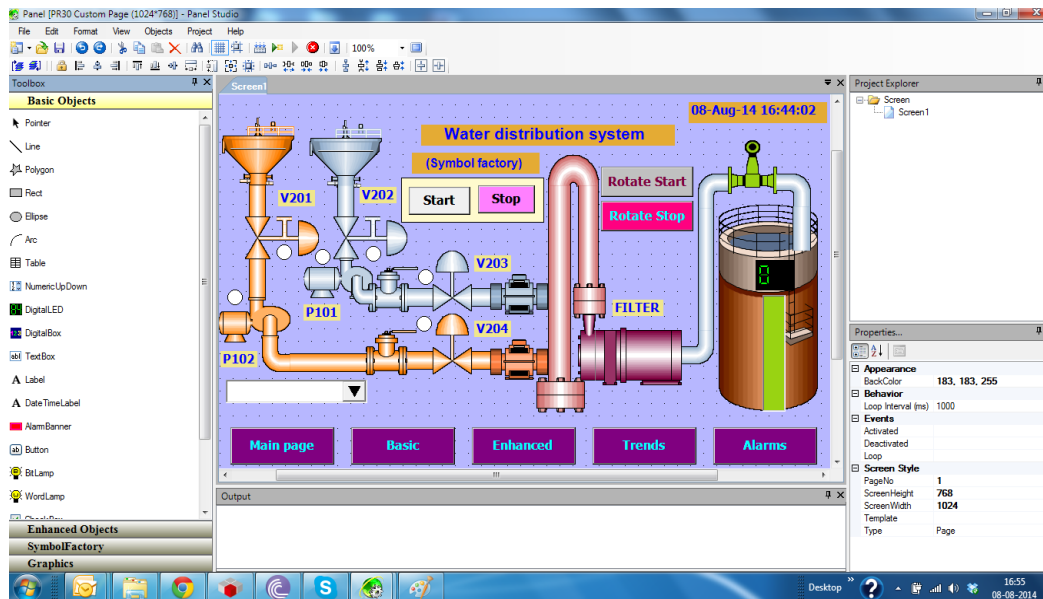 Panel [PR30 Custom Page (1024*768)] - Panel Studio
File Edit Format View Objects Project Help
100%
Toolbox
Screen1
Project Explorer
Basic Objects
Pointer
Line
Polygon
Rect
Ellipse
Arc
Table
NumericUpDown
DigitalLED
DigitalBox
TextBox
Label
DateTimeLabel
AlarmBanner
Button
BitLamp
WordLamp
CheckBox
Enhanced Objects
SymbolFactory
Graphics
08-Aug-14 16:44:02
Water distribution system
(Symbol factory)
Start
Stop
Rotate Start
Rotate Stop
V201
V202
V203
P101
FILTER
V204
P102
0
Main page
Basic
Enhanced
Trends
Alarms
Output
Screen
Screen1
Properties...
Appearance
BackColor 183, 183, 255
Behavior
Loop Interval (ms) 1000
Events
Activated
Deactivated
Loop
Screen Style
PageNo 1
ScreenHeight 768
ScreenWidth 1024
Template
Type Page
Desktop
16:55
08-08-2014